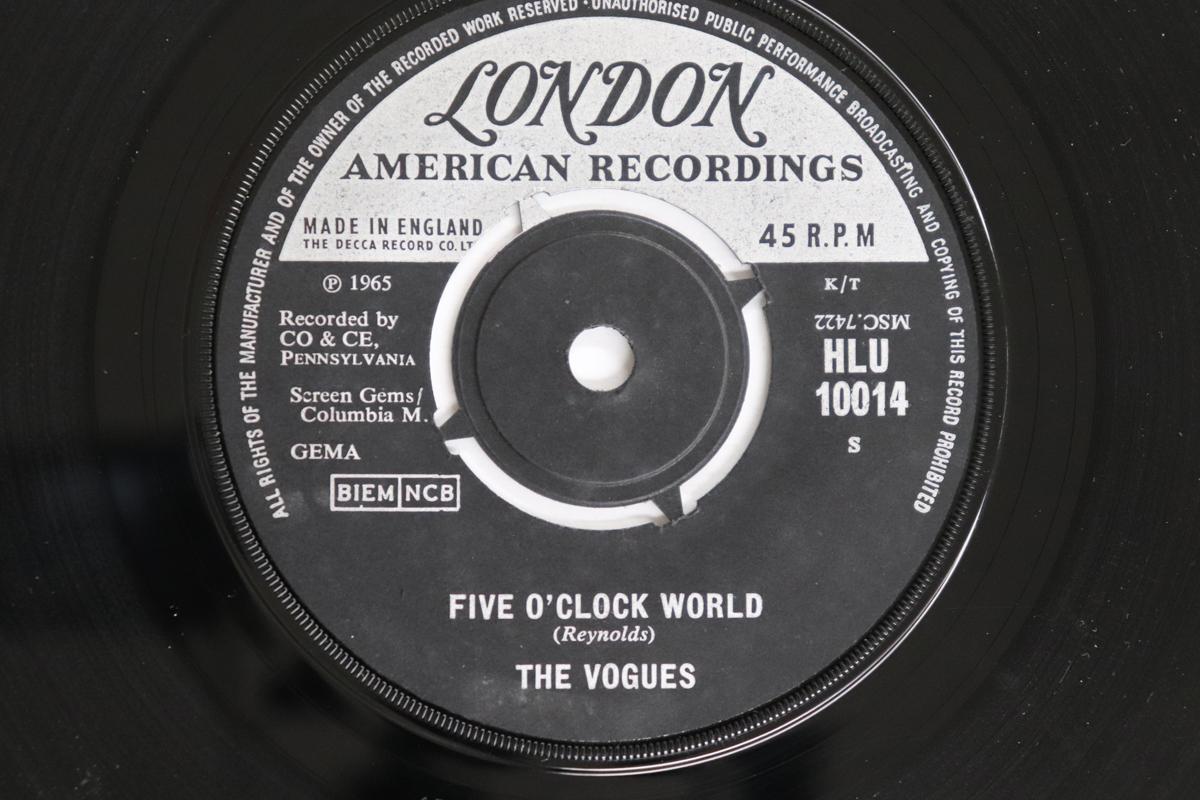 ALL RIGHTS OF THE MANUFACTURER AND OF THE OWNER OF THE RECORDED WORK RESERVED · UNAUTHORISED PUBLIC PERFORMANCE BROADCASTING AND COPYING OF THIS RECORD PROHIBITED
LONDON
AMERICAN RECORDINGS
MADE IN ENGLAND
THE DECCA RECORD CO. LT
45 R.P.M
℗ 1965
K/T
Recorded by
CO & CE,
PENNSYLVANIA
MSC.7422
HLU
10014
Screen Gems/
Columbia M.
S
GEMA
BIEM NCB
FIVE O'CLOCK WORLD
(Reynolds)
THE VOGUES